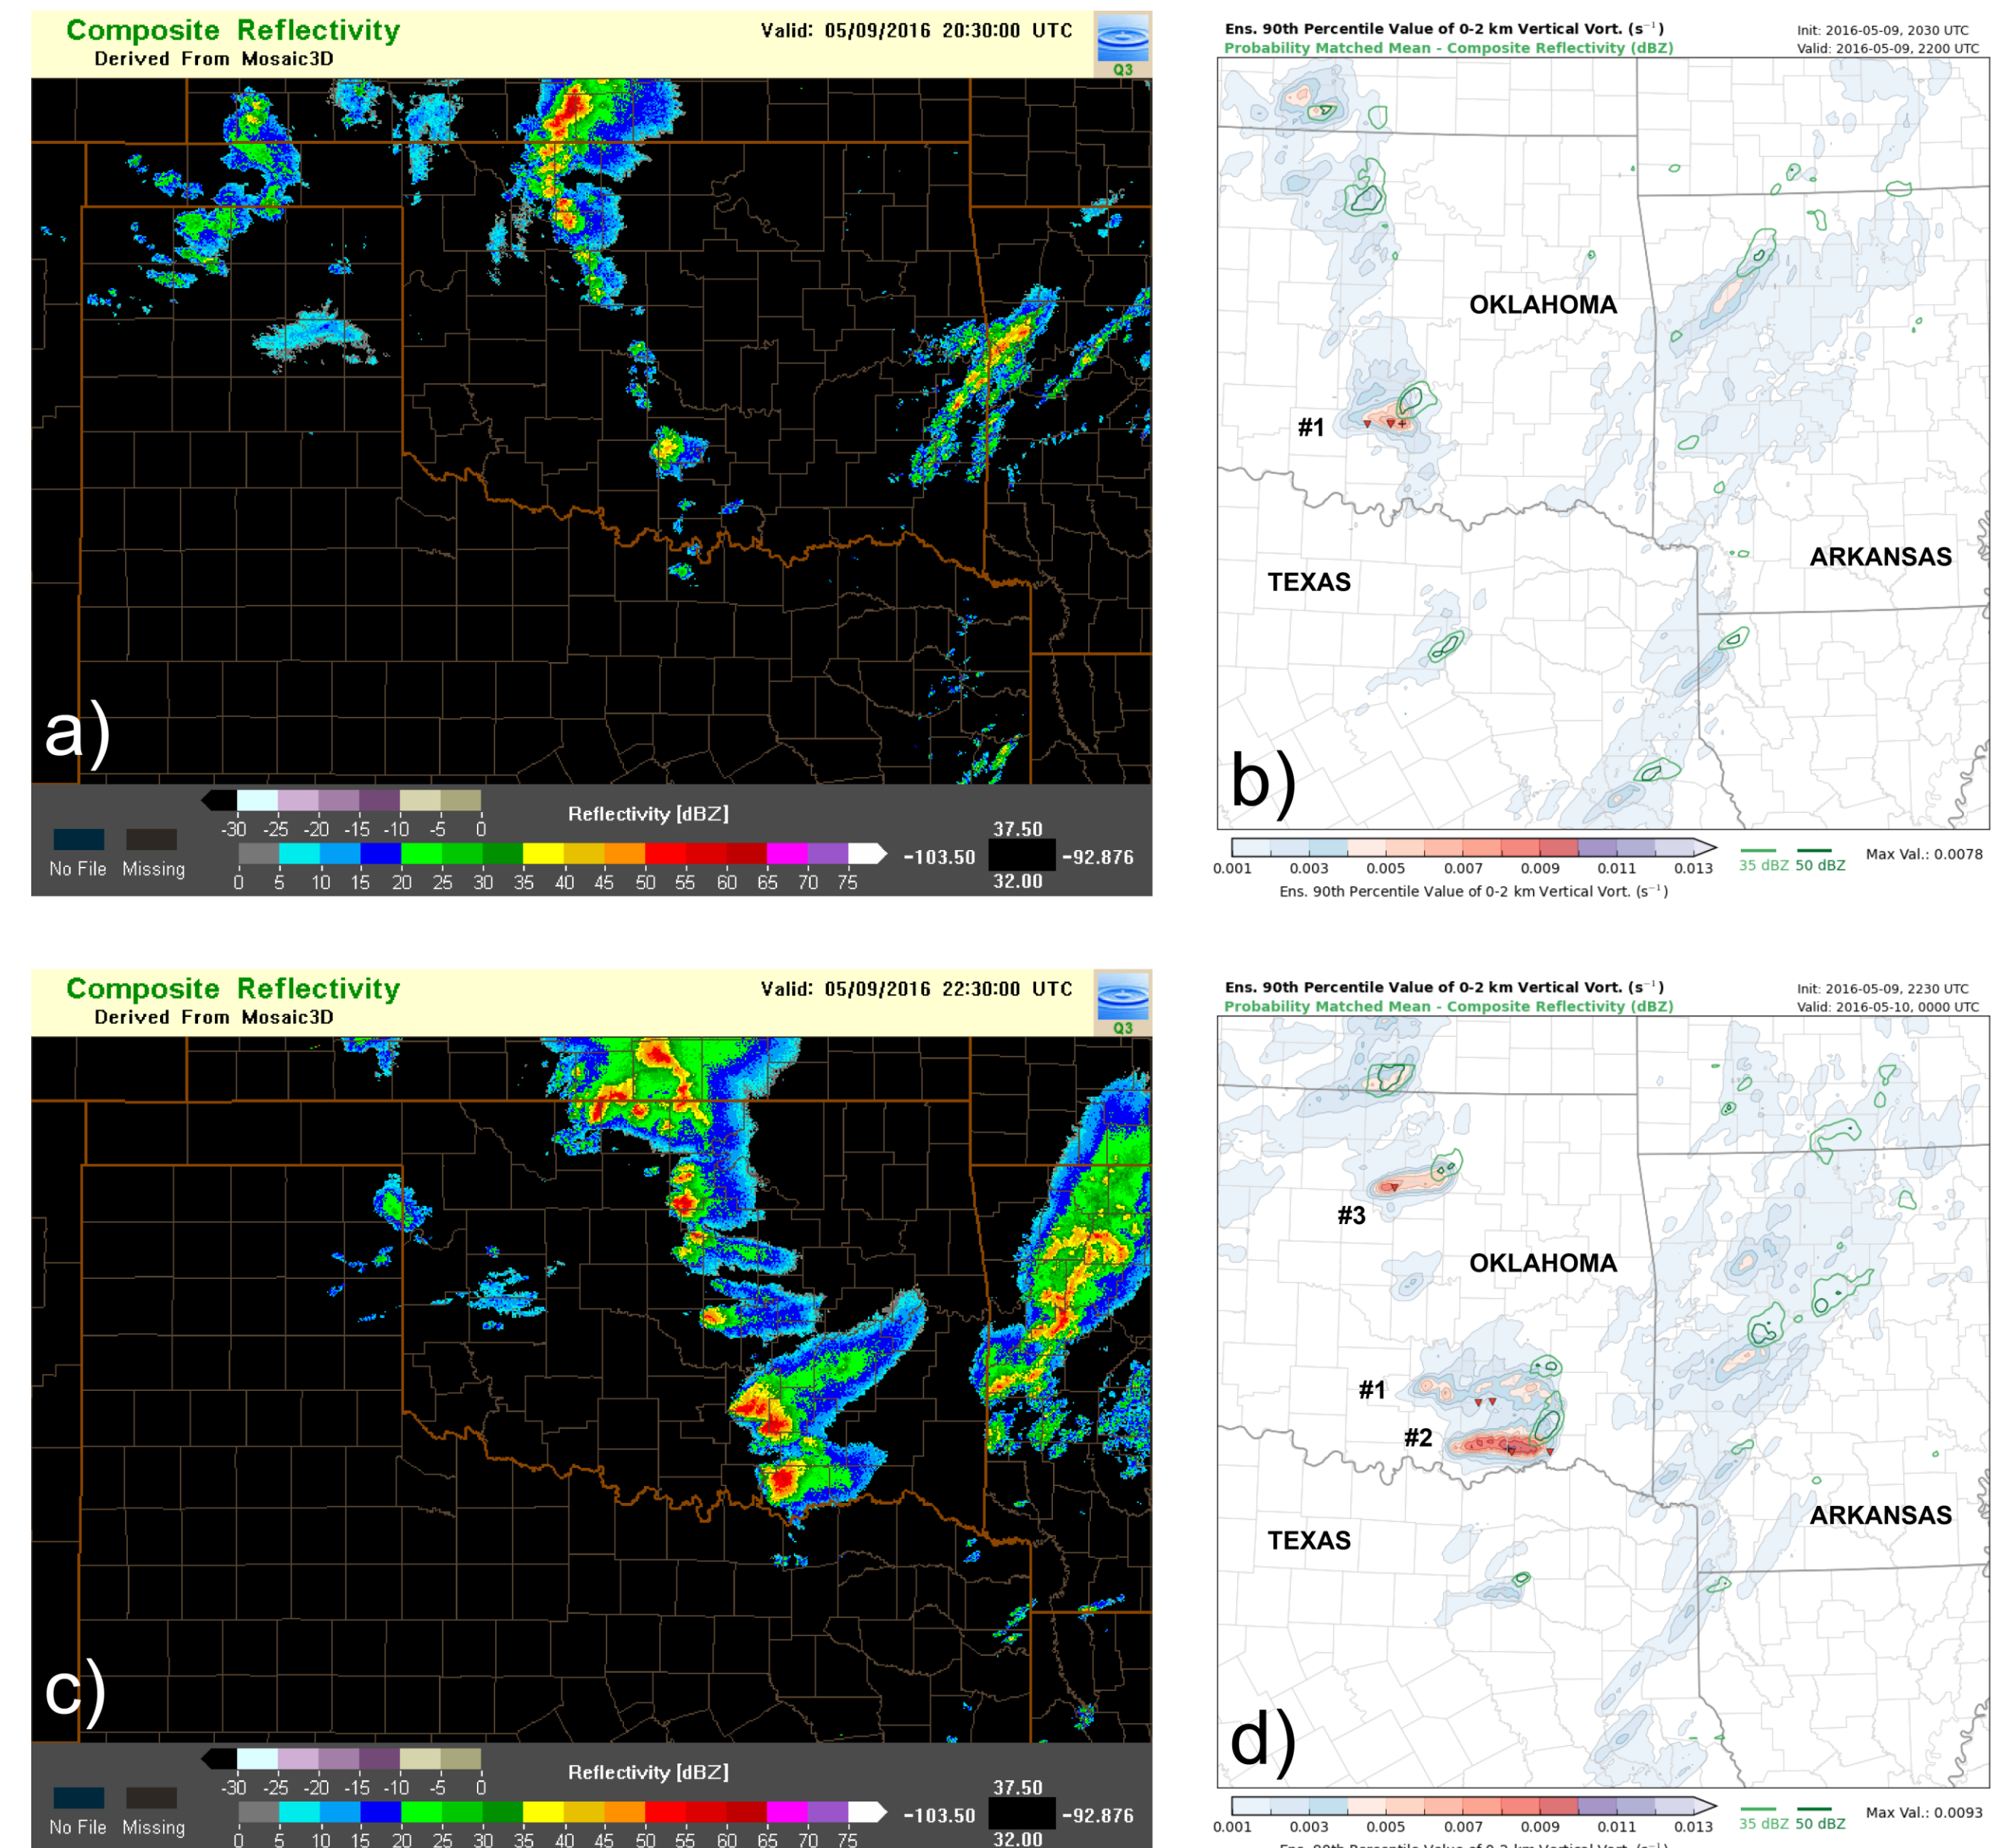 Composite Reflectivity
Derived From Mosaic3D
Valid: 05/09/2016 20:30:00 UTC
Q3
a)
-30 -25 -20 -15 -10 -5 0
Reflectivity [dBZ]
No File Missing
0 5 10 15 20 25 30 35 40 45 50 55 60 65 70 75
37.50
-103.50 -92.876
32.00
Ens. 90th Percentile Value of 0-2 km Vertical Vort. (s⁻¹)
Probability Matched Mean - Composite Reflectivity (dBZ)
Init: 2016-05-09, 2030 UTC
Valid: 2016-05-09, 2200 UTC
OKLAHOMA
#1
ARKANSAS
TEXAS
b)
0.001 0.003 0.005 0.007 0.009 0.011 0.013
35 dBZ 50 dBZ
Max Val.: 0.0078
Ens. 90th Percentile Value of 0-2 km Vertical Vort. (s⁻¹)
Composite Reflectivity
Derived From Mosaic3D
Valid: 05/09/2016 22:30:00 UTC
Q3
c)
-30 -25 -20 -15 -10 -5 0
Reflectivity [dBZ]
No File Missing
0 5 10 15 20 25 30 35 40 45 50 55 60 65 70 75
37.50
-103.50 -92.876
32.00
Ens. 90th Percentile Value of 0-2 km Vertical Vort. (s⁻¹)
Probability Matched Mean - Composite Reflectivity (dBZ)
Init: 2016-05-09, 2230 UTC
Valid: 2016-05-10, 0000 UTC
#3
OKLAHOMA
#1
#2
ARKANSAS
TEXAS
d)
0.001 0.003 0.005 0.007 0.009 0.011 0.013
35 dBZ 50 dBZ
Max Val.: 0.0093
Ens. 90th Percentile Value of 0-2 km Vertical Vort. (s⁻¹)